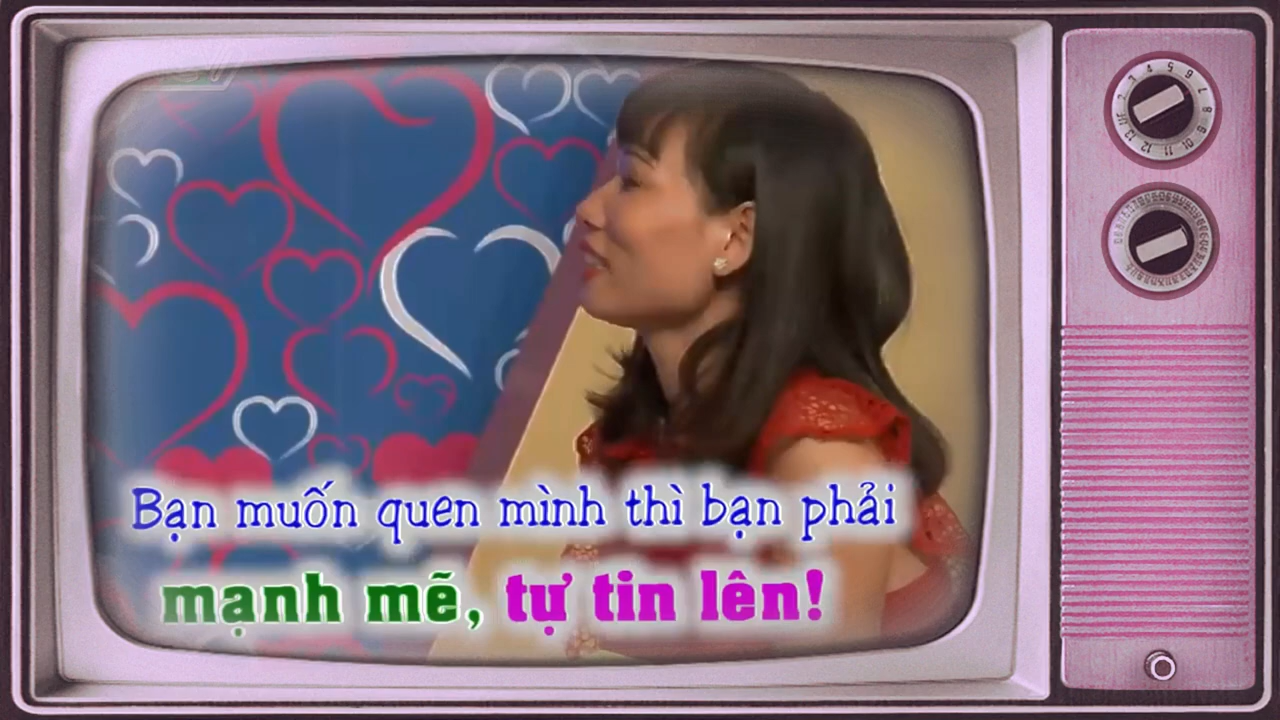 Bạn muốn quen mình thì bạn phải
mạnh mẽ, tự tin lên!